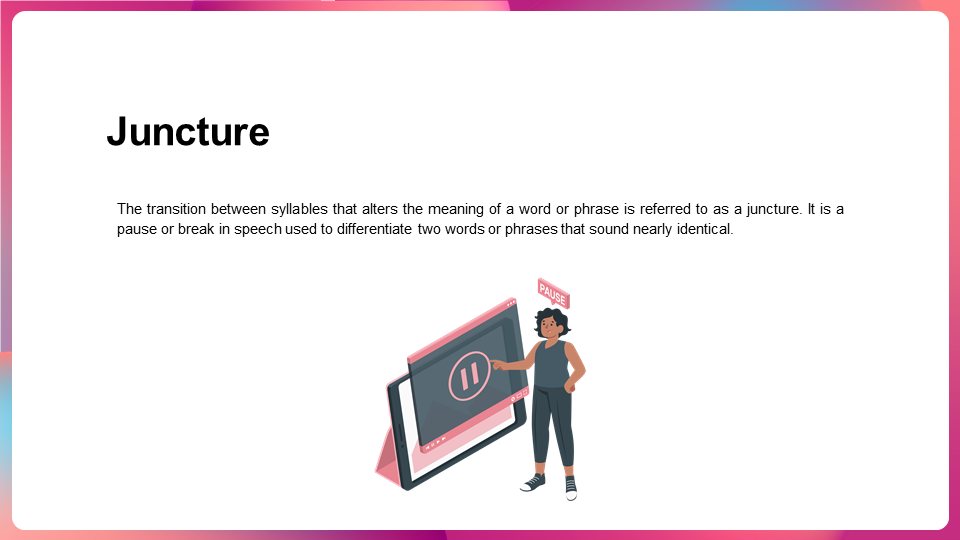 Juncture
The transition between syllables that alters the meaning of a word or phrase is referred to as a juncture. It is a
pause or break in speech used to differentiate two words or phrases that sound nearly identical.
PAUSE